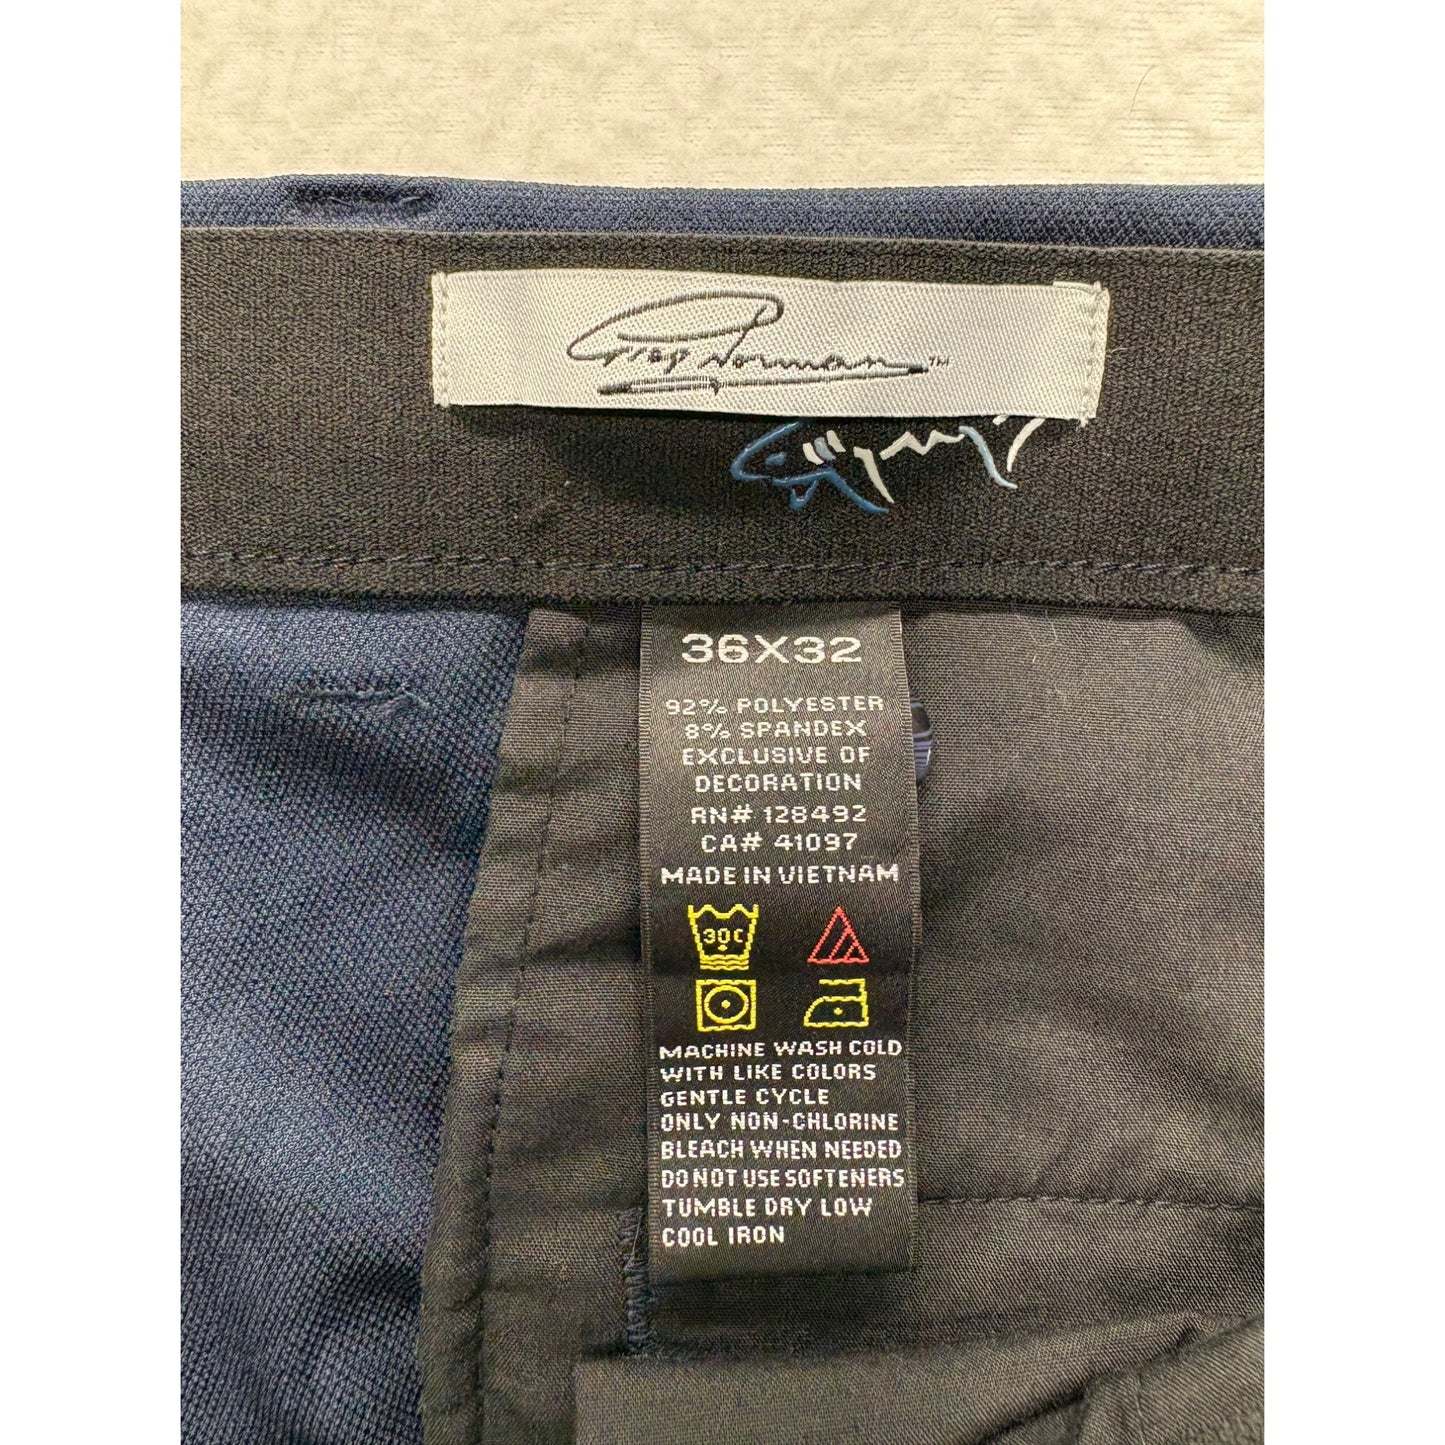 Greg Norman™
36X32
92% POLYESTER
8% SPANDEX
EXCLUSIVE OF
DECORATION
RN# 128492
CA# 41097
MADE IN VIETNAM
30C
MACHINE WASH COLD
WITH LIKE COLORS
GENTLE CYCLE
ONLY NON-CHLORINE
BLEACH WHEN NEEDED
DO NOT USE SOFTENERS
TUMBLE DRY LOW
COOL IRON